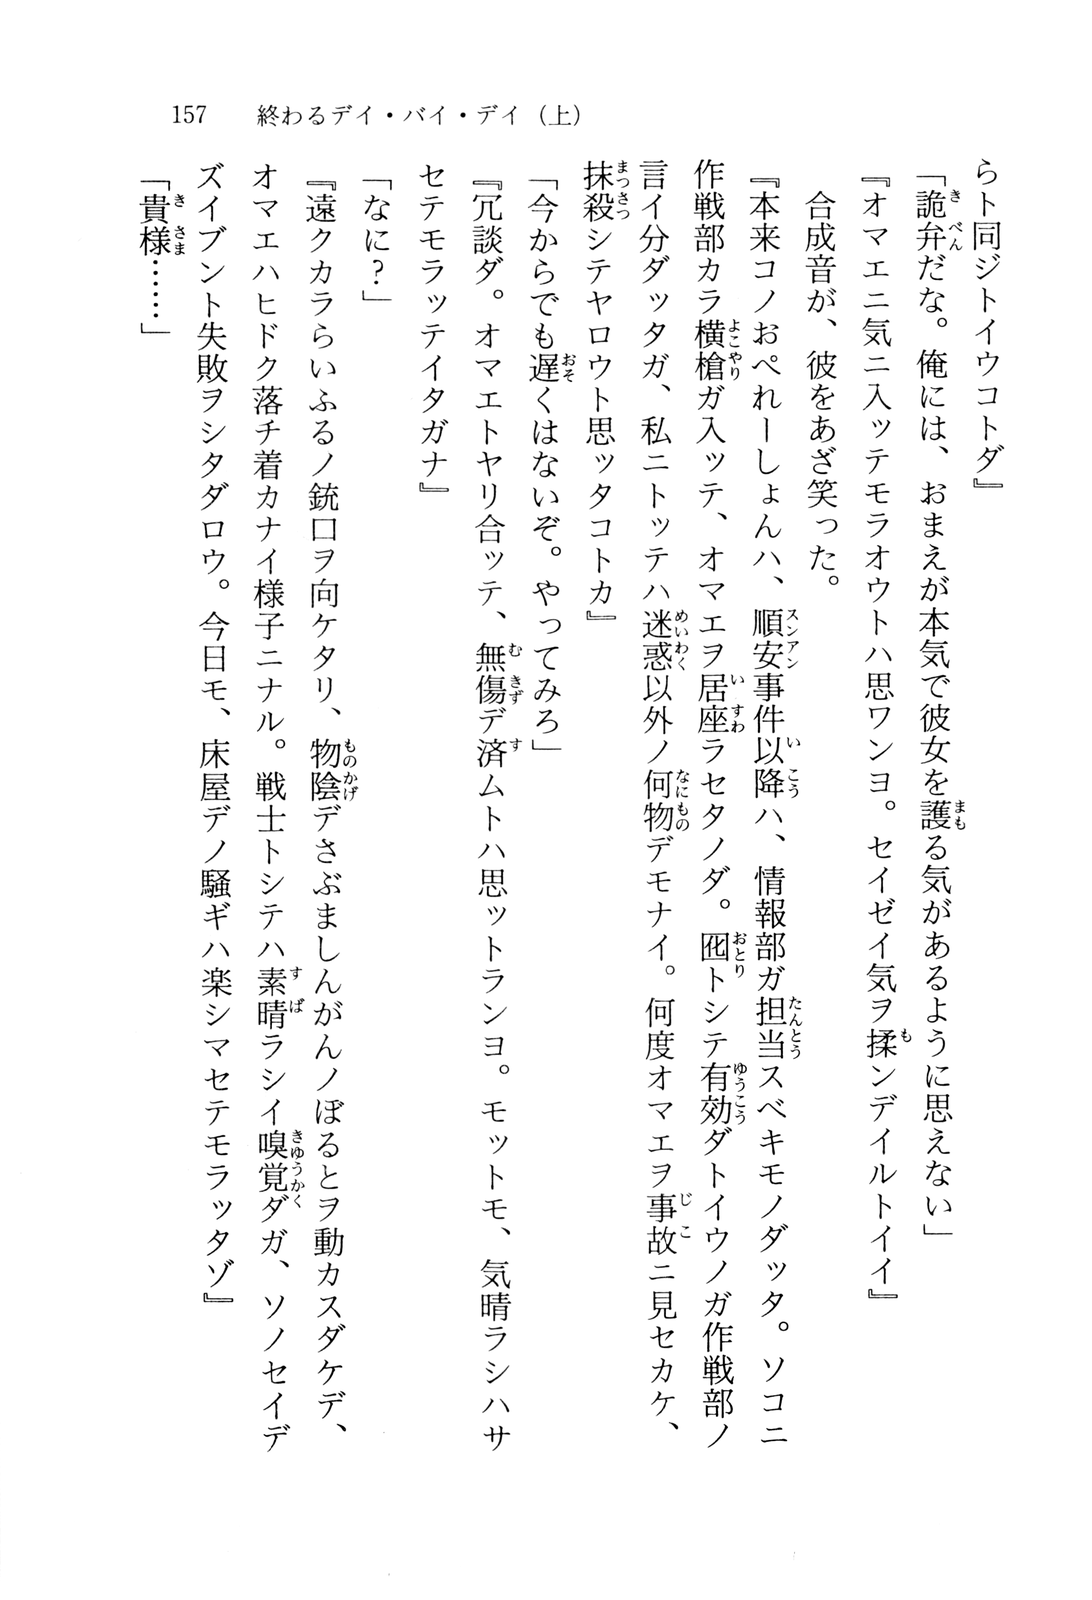 157　終わるデイ・バイ・デイ（上）
らト同ジトイウコトダ』
「詭弁だな。俺には、おまえが本気で彼女を護る気があるように思えない」
『オマエニ気ニ入ッテモラオウトハ思ワンヨ。セイゼイ気ヲ揉ンデイルトイイ』
　合成音が、彼をあざ笑った。
『本来コノおぺれーしょんハ、順安事件以降ハ、情報部ガ担当スベキモノダッタ。ソコニ
作戦部カラ横槍ガ入ッテ、オマエヲ居座ラセタノダ。囮トシテ有効ダトイウノガ作戦部ノ
言イ分ダッタガ、私ニトッテハ迷惑以外ノ何物デモナイ。何度オマエヲ事故ニ見セカケ、
抹殺シテヤロウト思ッタコトカ』
「今からでも遅くはないぞ。やってみろ」
『冗談ダ。オマエトヤリ合ッテ、無傷デ済ムトハ思ットランヨ。モットモ、気晴ラシハサ
セテモラッテイタガナ』
「なに？」
『遠クカラらいふるノ銃口ヲ向ケタリ、物陰デさぶましんがんノぼるとヲ動カスダケデ、
オマエハヒドク落チ着カナイ様子ニナル。戦士トシテハ素晴ラシイ嗅覚ダガ、ソノセイデ
ズイブント失敗ヲシタダロウ。今日モ、床屋デノ騒ギハ楽シマセテモラッタゾ』
「貴様……」